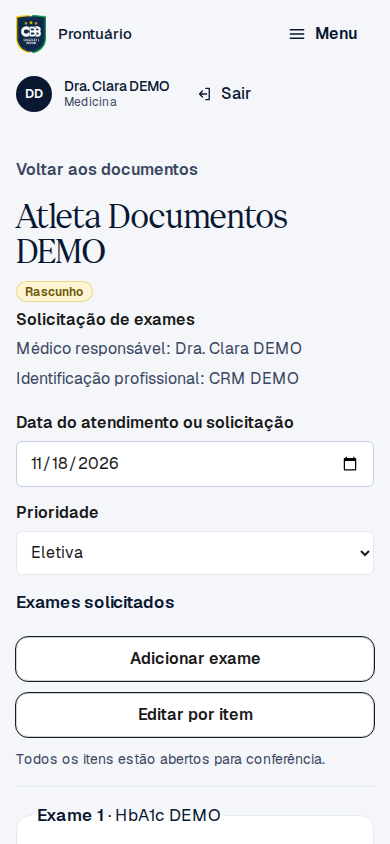 CBB
Prontuário
Menu
DD
Dra. Clara DEMO
Medicina
Sair
Voltar aos documentos
Atleta Documentos
DEMO
Rascunho
Solicitação de exames
Médico responsável: Dra. Clara DEMO
Identificação profissional: CRM DEMO
Data do atendimento ou solicitação
11/18/2026
Prioridade
Eletiva
Exames solicitados
Adicionar exame
Editar por item
Todos os itens estão abertos para conferência.
Exame 1 · HbA1c DEMO